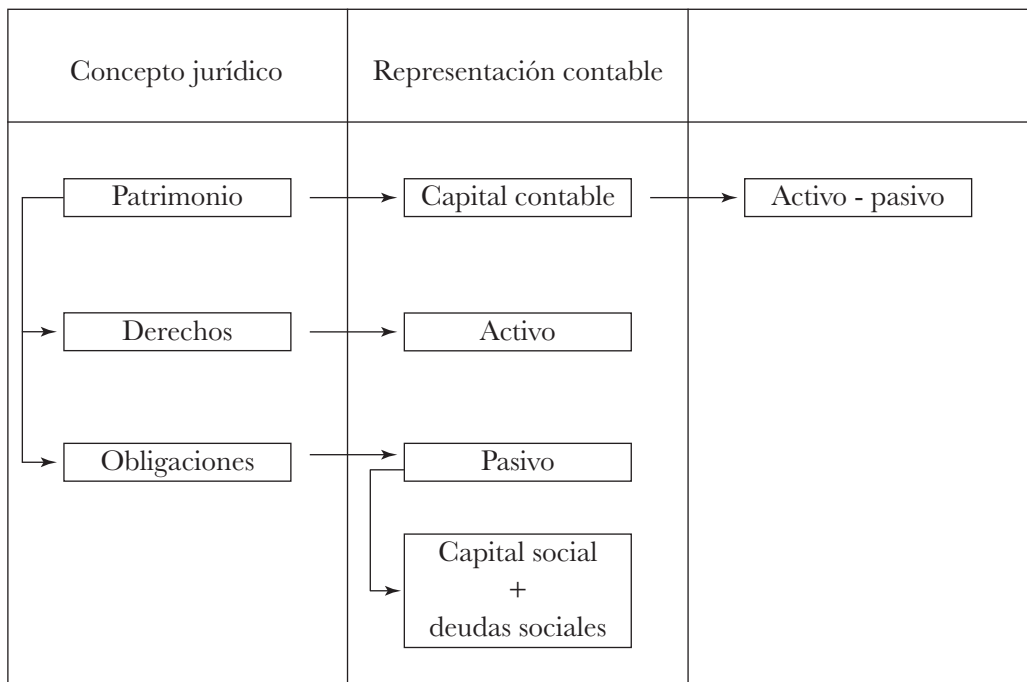 Concepto jurídico
Representación contable
Patrimonio
Capital contable
Activo - pasivo
Derechos
Activo
Obligaciones
Pasivo
Capital social
+
deudas sociales